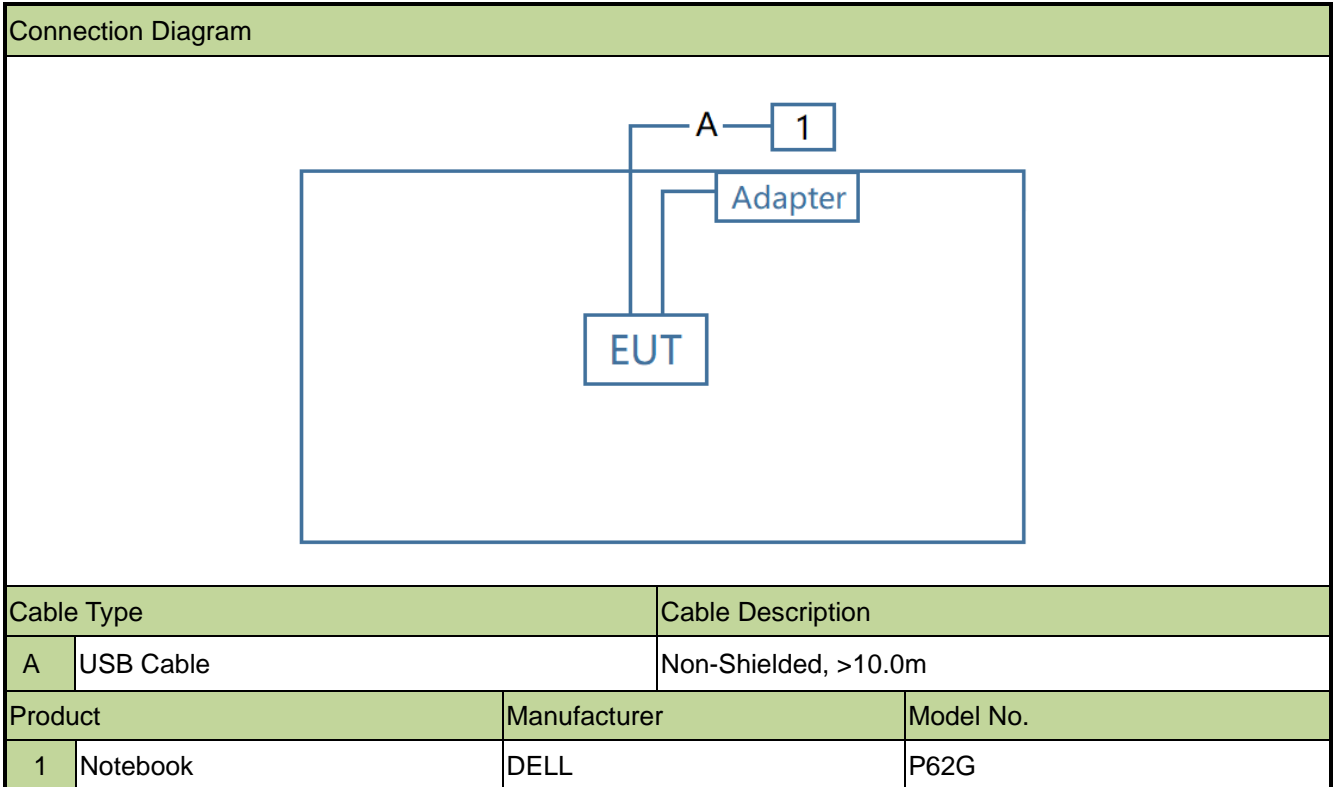 Connection Diagram
A
1
Adapter
EUT
Cable Type Cable Description
A USB Cable Non-Shielded, >10.0m
Product Manufacturer Model No.
1 Notebook DELL P62G